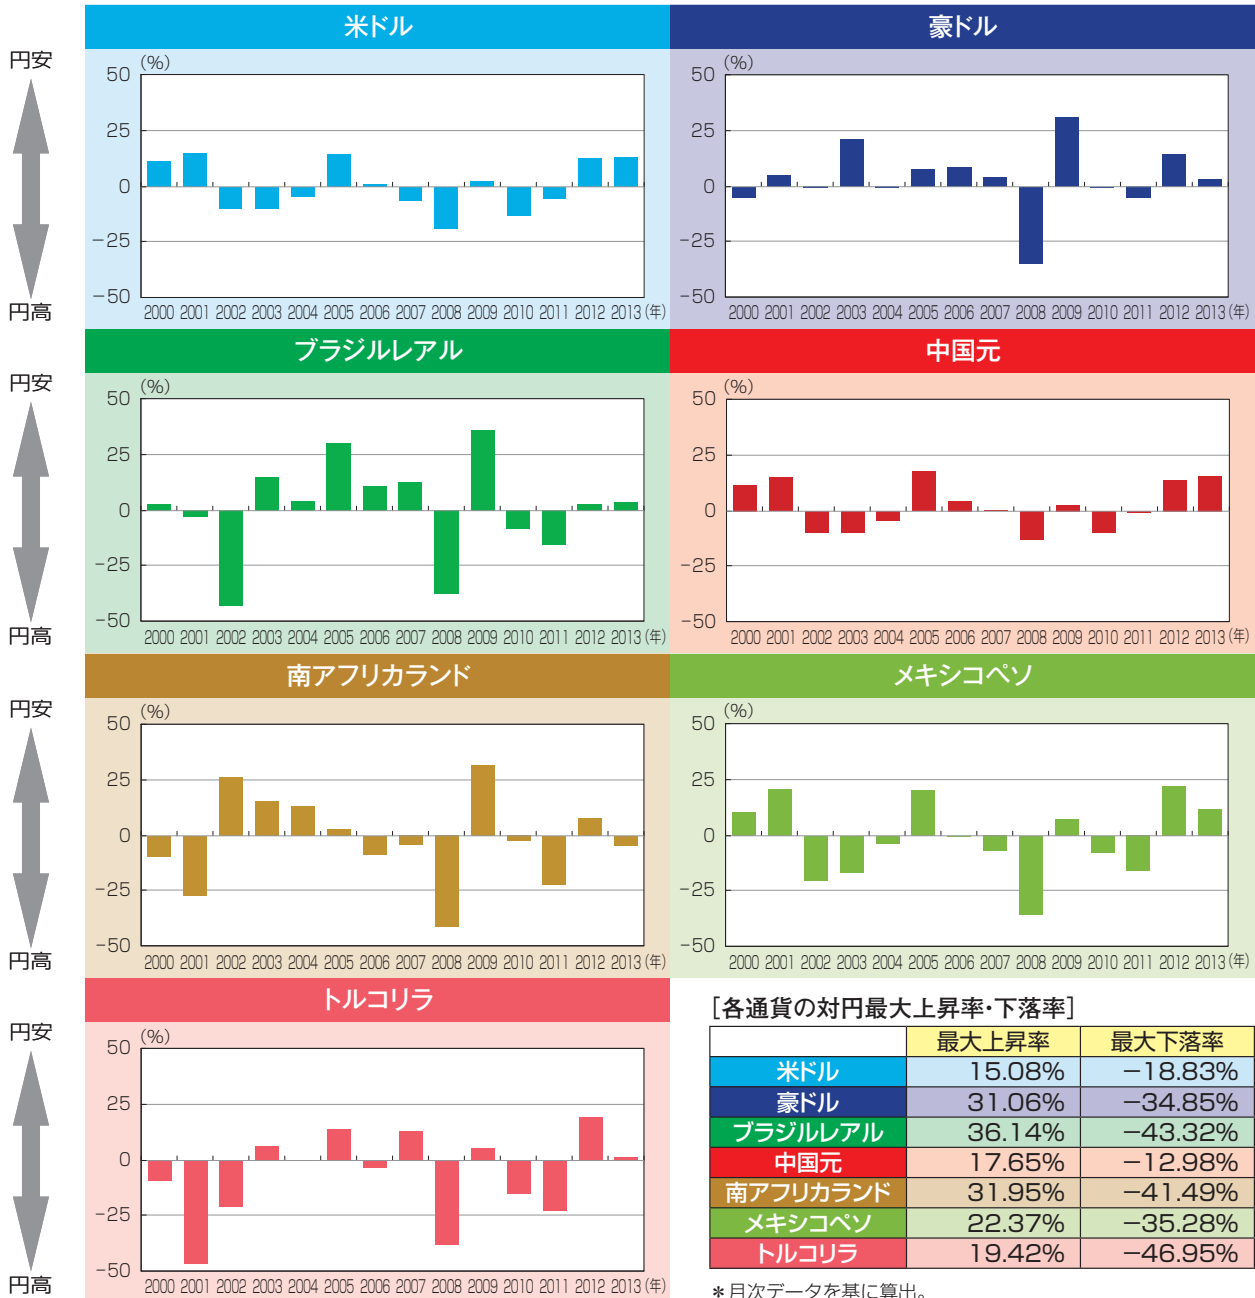 米ドル
豪ドル
円安
円高
(%)
50
25
0
−25
−50
2000 2001 2002 2003 2004 2005 2006 2007 2008 2009 2010 2011 2012 2013 (年)
(%)
50
25
0
−25
−50
2000 2001 2002 2003 2004 2005 2006 2007 2008 2009 2010 2011 2012 2013 (年)
ブラジルレアル
中国元
円安
円高
(%)
50
25
0
−25
−50
2000 2001 2002 2003 2004 2005 2006 2007 2008 2009 2010 2011 2012 2013 (年)
(%)
50
25
0
−25
−50
2000 2001 2002 2003 2004 2005 2006 2007 2008 2009 2010 2011 2012 2013 (年)
南アフリカランド
メキシコペソ
円安
円高
(%)
50
25
0
−25
−50
2000 2001 2002 2003 2004 2005 2006 2007 2008 2009 2010 2011 2012 2013 (年)
(%)
50
25
0
−25
−50
2000 2001 2002 2003 2004 2005 2006 2007 2008 2009 2010 2011 2012 2013 (年)
トルコリラ
円安
円高
(%)
50
25
0
−25
−50
2000 2001 2002 2003 2004 2005 2006 2007 2008 2009 2010 2011 2012 2013 (年)
[各通貨の対円最大上昇率・下落率]
最大上昇率 最大下落率
米ドル 15.08% −18.83%
豪ドル 31.06% −34.85%
ブラジルレアル 36.14% −43.32%
中国元 17.65% −12.98%
南アフリカランド 31.95% −41.49%
メキシコペソ 22.37% −35.28%
トルコリラ 19.42% −46.95%
＊月次データを基に算出。